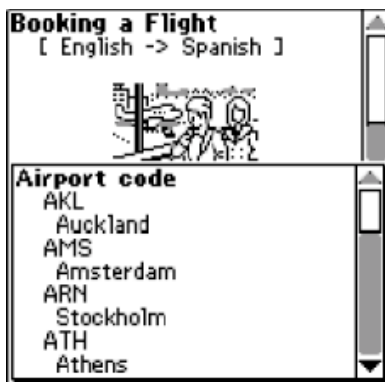 Booking a Flight
[ English -> Spanish ]
Airport code
AKL
Auckland
AMS
Amsterdam
ARN
Stockholm
ATH
Athens